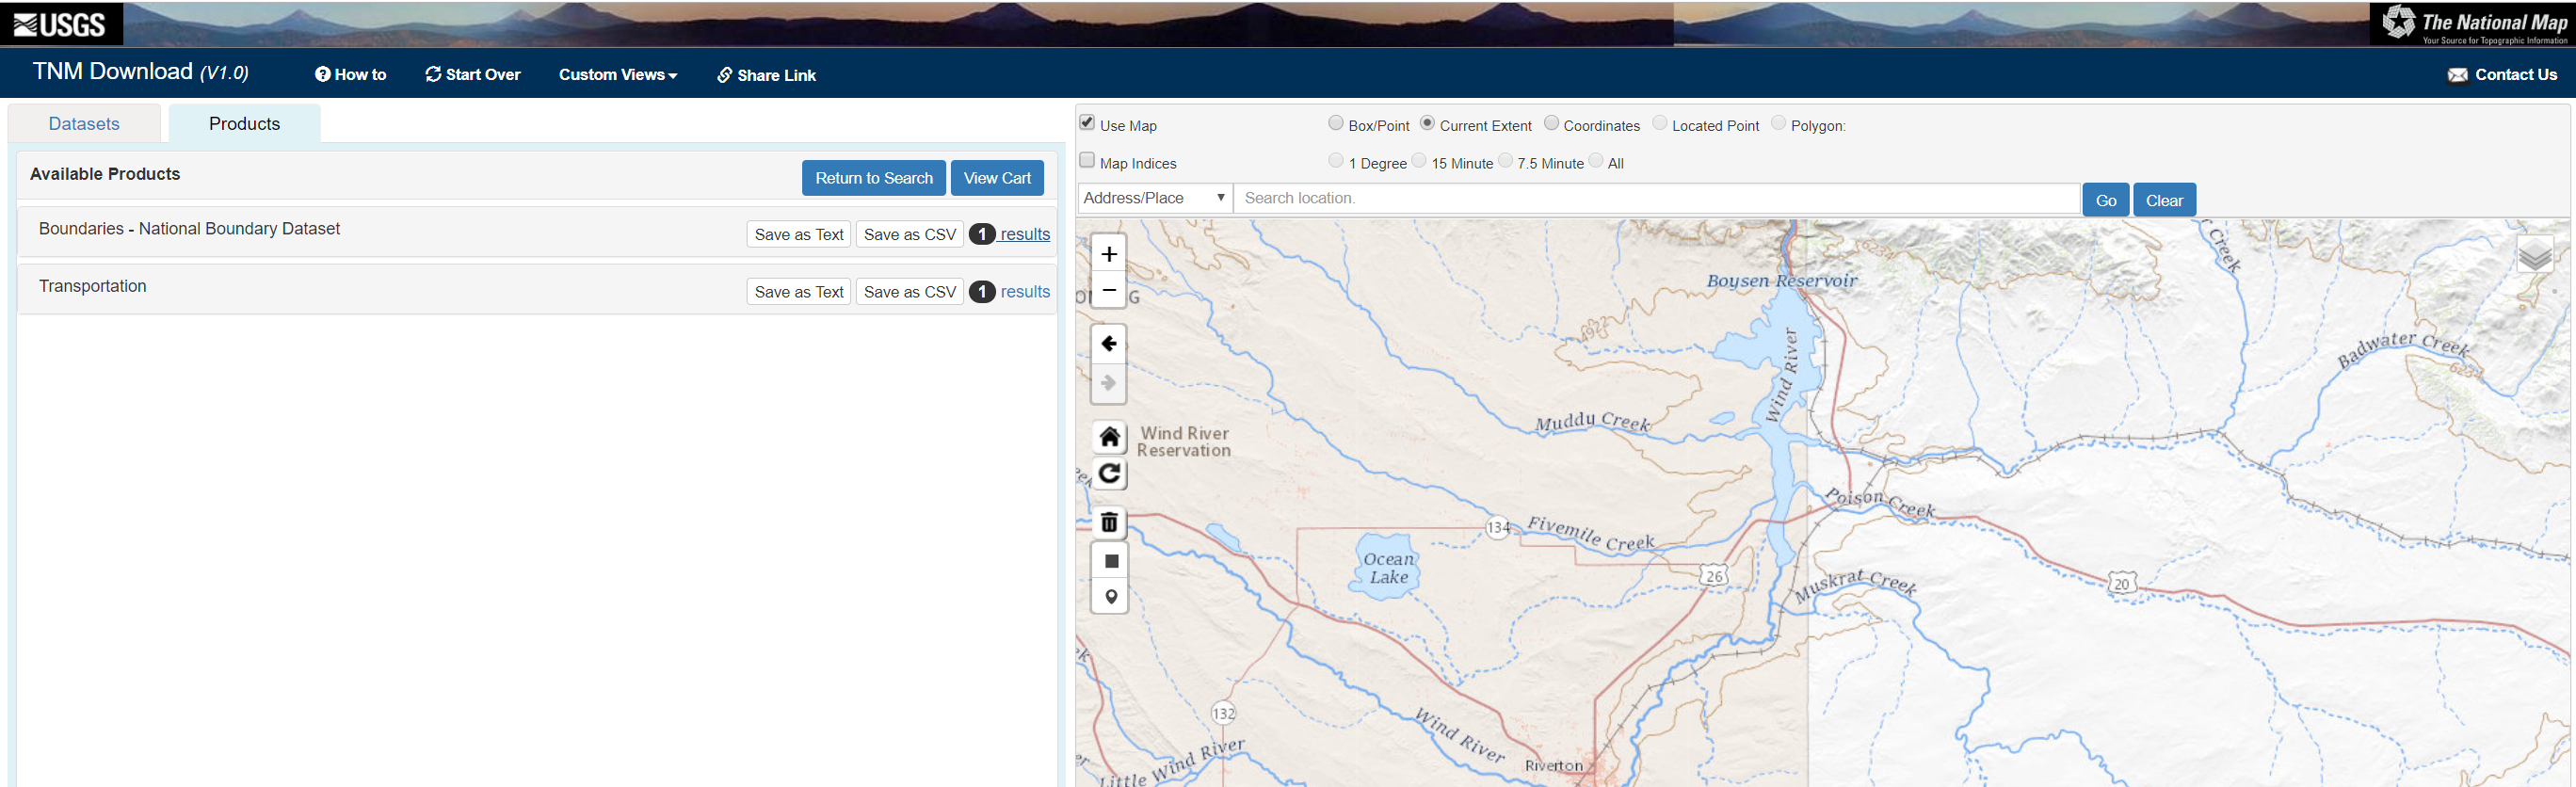 USGS
The National Map
Your Source for Topographic Information
TNM Download (V1.0)
How to
Start Over
Custom Views
Share Link
Contact Us
Datasets
Products
Available Products
Return to Search
View Cart
Boundaries - National Boundary Dataset
Save as Text
Save as CSV
1 results
Transportation
Save as Text
Save as CSV
1 results
Use Map
Box/Point
Current Extent
Coordinates
Located Point
Polygon:
Map Indices
1 Degree
15 Minute
7.5 Minute
All
Address/Place
Search location.
Go
Clear
+
−
G
6234
Creek
Boysen Reservoir
4922
Wind River
Badwater Creek
6234
Muddy Creek
Wind River
Reservation
Poison Creek
134
Fivemile Creek
Ocean
Lake
26
Muskrat Creek
20
132
Wind River
Little Wind River
Riverton